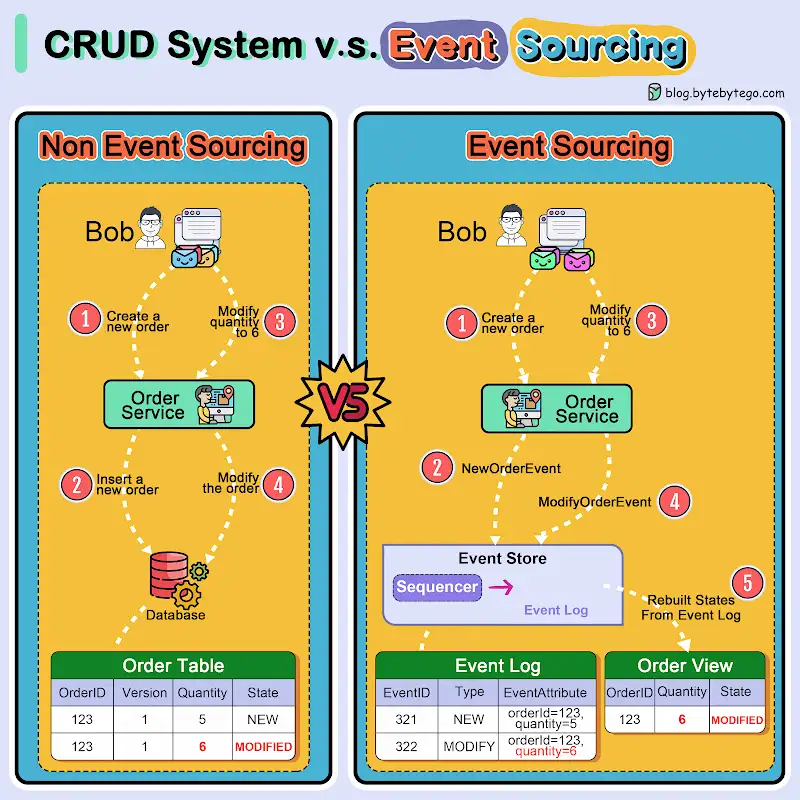 CRUD System v.s. Event Sourcing
blog.bytebytego.com
Non Event Sourcing
Bob
1
Create a
new order
Modify
quantity
to 6
3
Order
Service
2
Insert a
new order
Modify
the order
4
Database
Order Table
OrderID Version Quantity State
123 1 5 NEW
123 1 6 MODIFIED
VS
Event Sourcing
Bob
1
Create a
new order
Modify
quantity
to 6
3
Order
Service
2
NewOrderEvent
ModifyOrderEvent
4
Event Store
Sequencer
Event Log
5
Rebuilt States
From Event Log
Event Log
EventID Type EventAttribute
321 NEW orderId=123,
quantity=5
322 MODIFY orderId=123,
quantity=6
Order View
OrderID Quantity State
123 6 MODIFIED